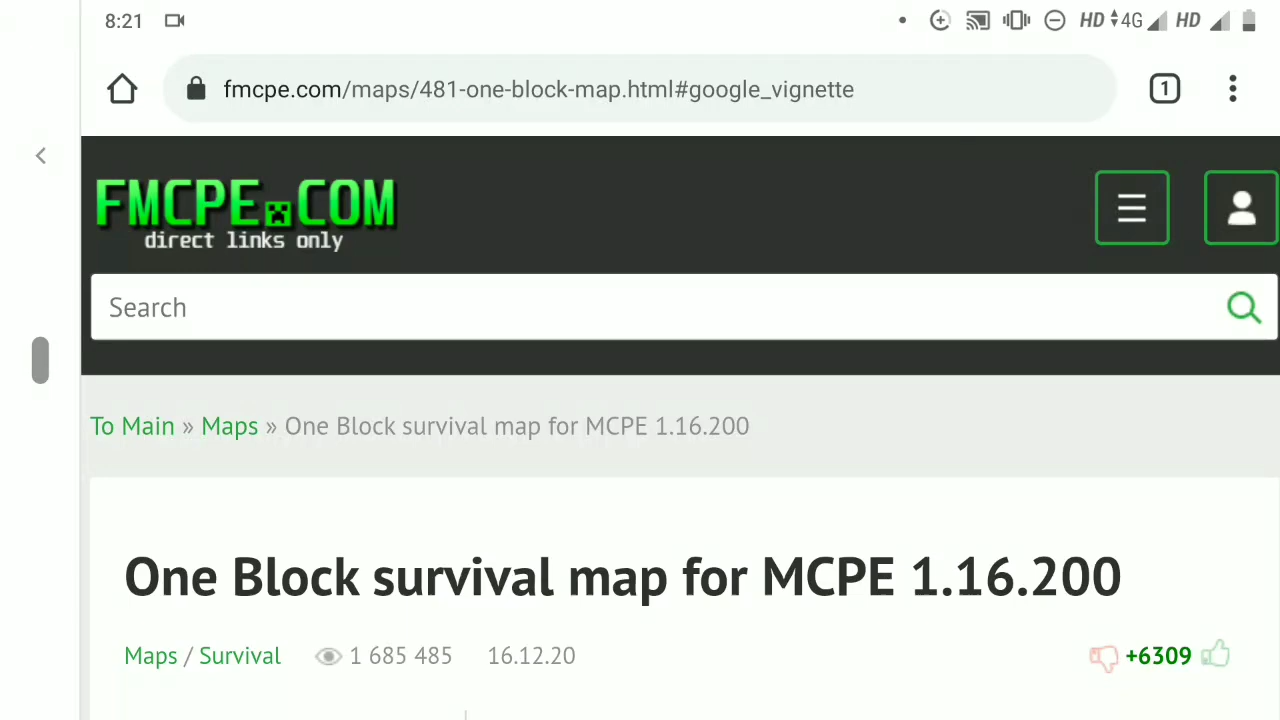 8:21
HD 4G HD
fmcpe.com/maps/481-one-block-map.html#google_vignette
1
FMCPE.COM
direct links only
Search
To Main » Maps » One Block survival map for MCPE 1.16.200
One Block survival map for MCPE 1.16.200
Maps / Survival 1 685 485 16.12.20 +6309